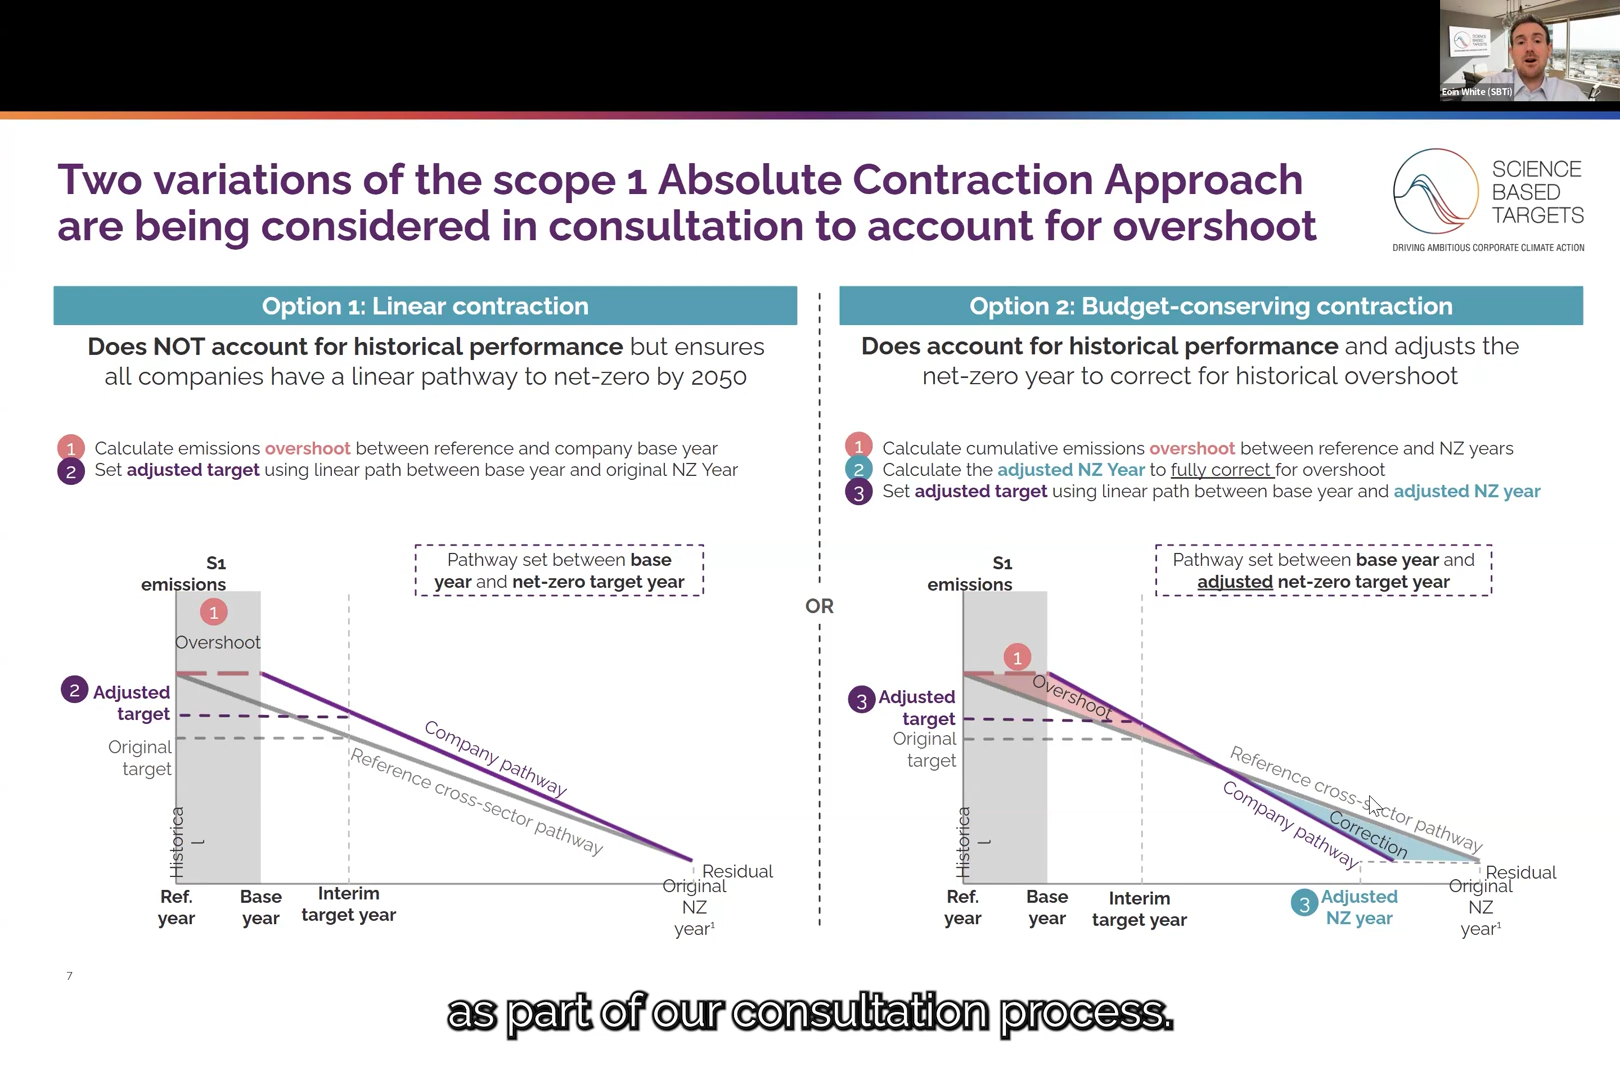 Eoin White (SBTi)
Two variations of the scope 1 Absolute Contraction Approach
are being considered in consultation to account for overshoot
SCIENCE
BASED
TARGETS
DRIVING AMBITIOUS CORPORATE CLIMATE ACTION
Option 1: Linear contraction
Does NOT account for historical performance but ensures
all companies have a linear pathway to net-zero by 2050
1 Calculate emissions overshoot between reference and company base year
2 Set adjusted target using linear path between base year and original NZ Year
S1
emissions
Pathway set between base
year and net-zero target year
1
Overshoot
2 Adjusted
target
Original
target
Company pathway
Reference cross-sector pathway
Historica
l
Residual
Ref.
year
Base
year
Interim
target year
Original
NZ
year¹
OR
Option 2: Budget-conserving contraction
Does account for historical performance and adjusts the
net-zero year to correct for historical overshoot
1 Calculate cumulative emissions overshoot between reference and NZ years
2 Calculate the adjusted NZ Year to fully correct for overshoot
3 Set adjusted target using linear path between base year and adjusted NZ year
S1
emissions
Pathway set between base year and
adjusted net-zero target year
1
Overshoot
3 Adjusted
target
Original
target
Reference cross-sector pathway
Company pathway
Correction
Historica
l
Residual
Ref.
year
Base
year
Interim
target year
3 Adjusted
NZ year
Original
NZ
year¹
7
as part of our consultation process.